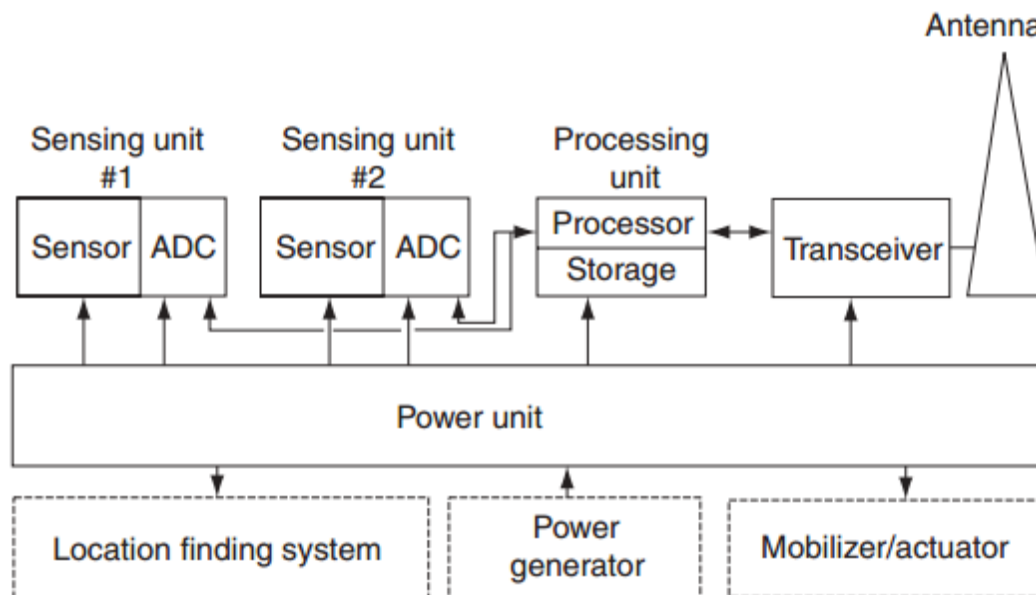 Antenna
Sensing unit
#1
Sensing unit
#2
Processing
unit
Sensor
ADC
Sensor
ADC
Processor
Storage
Transceiver
Power unit
Location finding system
Power
generator
Mobilizer/actuator